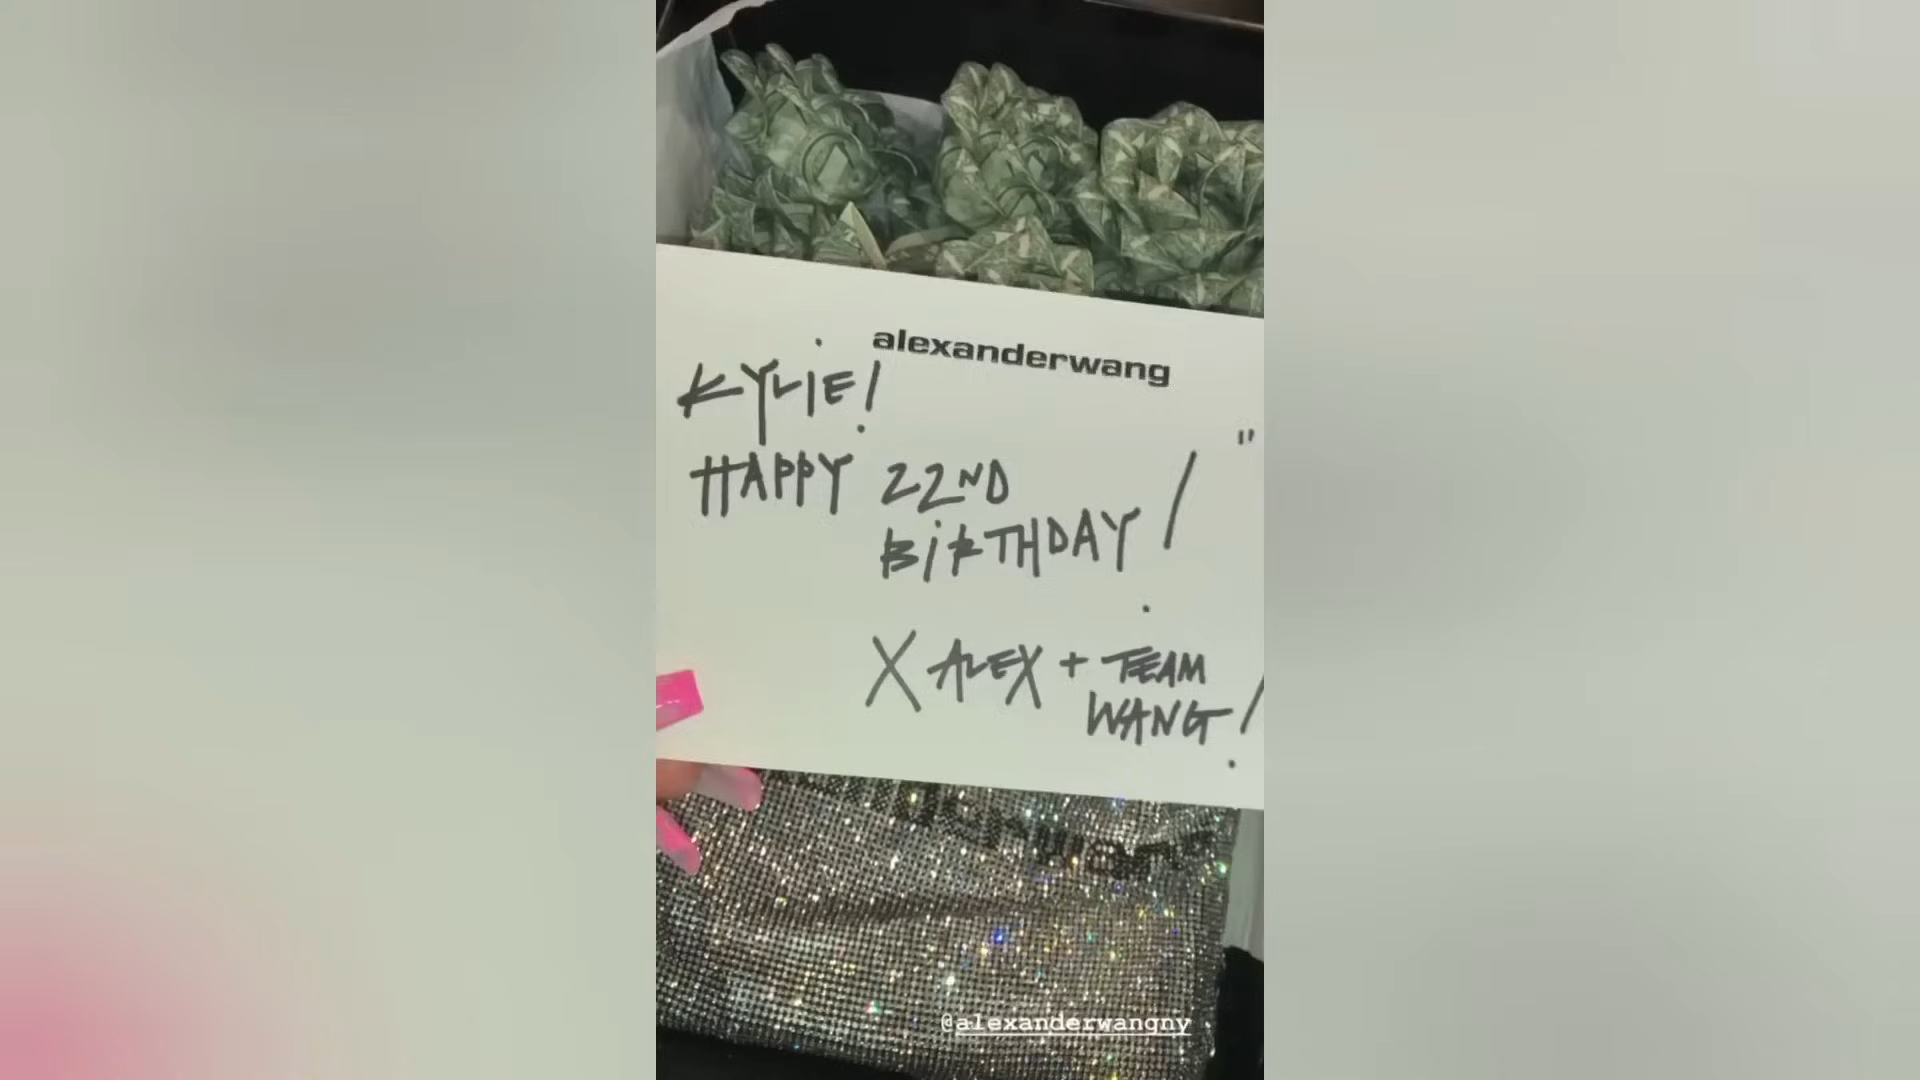 alexanderwang
KYLIE!
HAPPY 22ND
BIRTHDAY!
X ALEX + TEAM
WANG!
@alexanderwangny